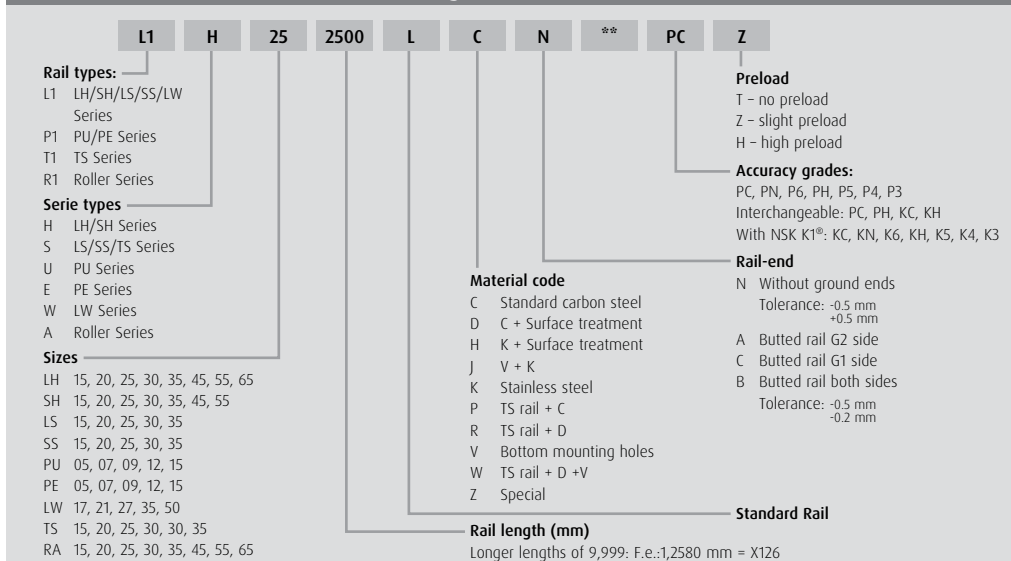 L1 H 25 2500 L C N ** PC Z
Rail types:
L1 LH/SH/LS/SS/LW
Series
P1 PU/PE Series
T1 TS Series
R1 Roller Series
Serie types
H LH/SH Series
S LS/SS/TS Series
U PU Series
E PE Series
W LW Series
A Roller Series
Sizes
LH 15, 20, 25, 30, 35, 45, 55, 65
SH 15, 20, 25, 30, 35, 45, 55
LS 15, 20, 25, 30, 35
SS 15, 20, 25, 30, 35
PU 05, 07, 09, 12, 15
PE 05, 07, 09, 12, 15
LW 17, 21, 27, 35, 50
TS 15, 20, 25, 30, 30, 35
RA 15, 20, 25, 30, 35, 45, 55, 65
Material code
C Standard carbon steel
D C + Surface treatment
H K + Surface treatment
J V + K
K Stainless steel
P TS rail + C
R TS rail + D
V Bottom mounting holes
W TS rail + D +V
Z Special
Rail length (mm)
Longer lengths of 9,999: F.e.:1,2580 mm = X126
Preload
T – no preload
Z – slight preload
H – high preload
Accuracy grades:
PC, PN, P6, PH, P5, P4, P3
Interchangeable: PC, PH, KC, KH
With NSK K1®: KC, KN, K6, KH, K5, K4, K3
Rail-end
N Without ground ends
Tolerance: -0.5 mm
+0.5 mm
A Butted rail G2 side
C Butted rail G1 side
B Butted rail both sides
Tolerance: -0.5 mm
-0.2 mm
Standard Rail